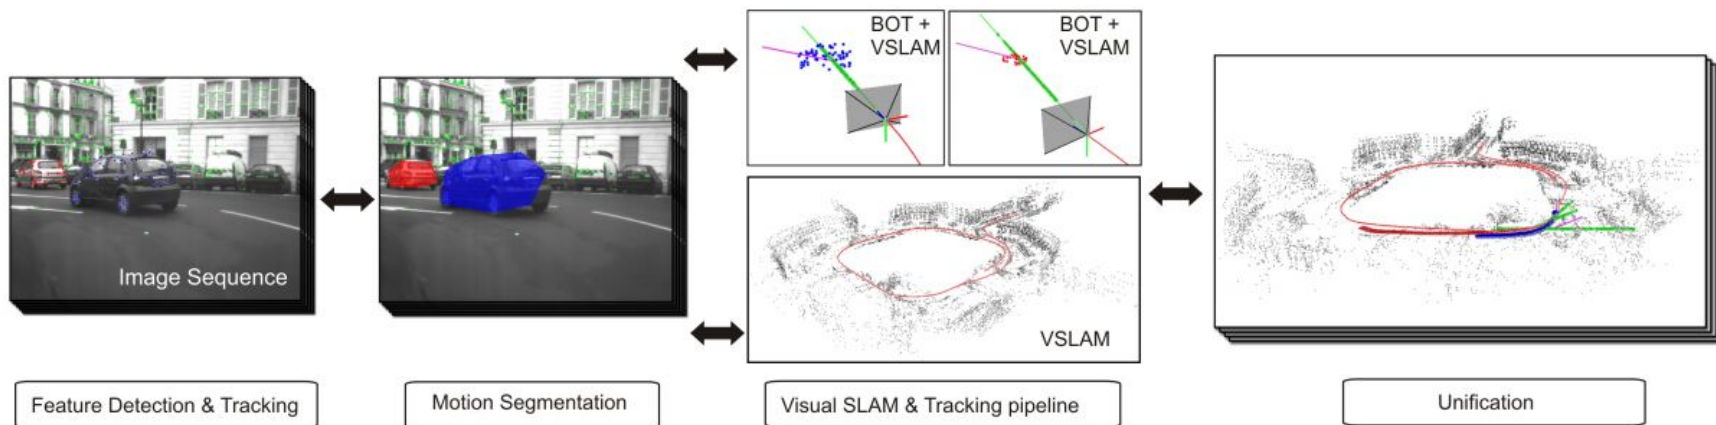 BOT +
VSLAM
BOT +
VSLAM
Image Sequence
VSLAM
Feature Detection & Tracking
Motion Segmentation
Visual SLAM & Tracking pipeline
Unification